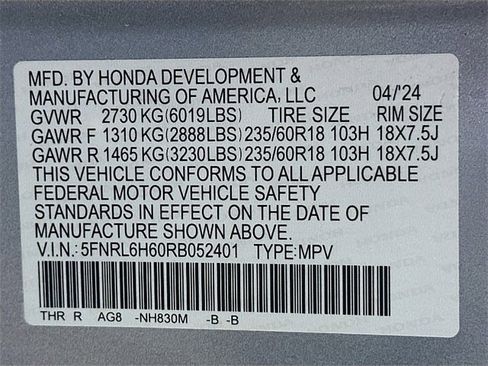 MFD. BY HONDA DEVELOPMENT &
MANUFACTURING OF AMERICA, LLC 04/'24
GVWR 2730 KG(6019LBS) TIRE SIZE RIM SIZE
GAWR F 1310 KG(2888LBS) 235/60R18 103H 18X7.5J
GAWR R 1465 KG(3230LBS) 235/60R18 103H 18X7.5J
THIS VEHICLE CONFORMS TO ALL APPLICABLE
FEDERAL MOTOR VEHICLE SAFETY
STANDARDS IN EFFECT ON THE DATE OF
MANUFACTURE SHOWN ABOVE.
V.I.N.:5FNRL6H60RB052401 TYPE:MPV
THR R AG8 -NH830M -B -B